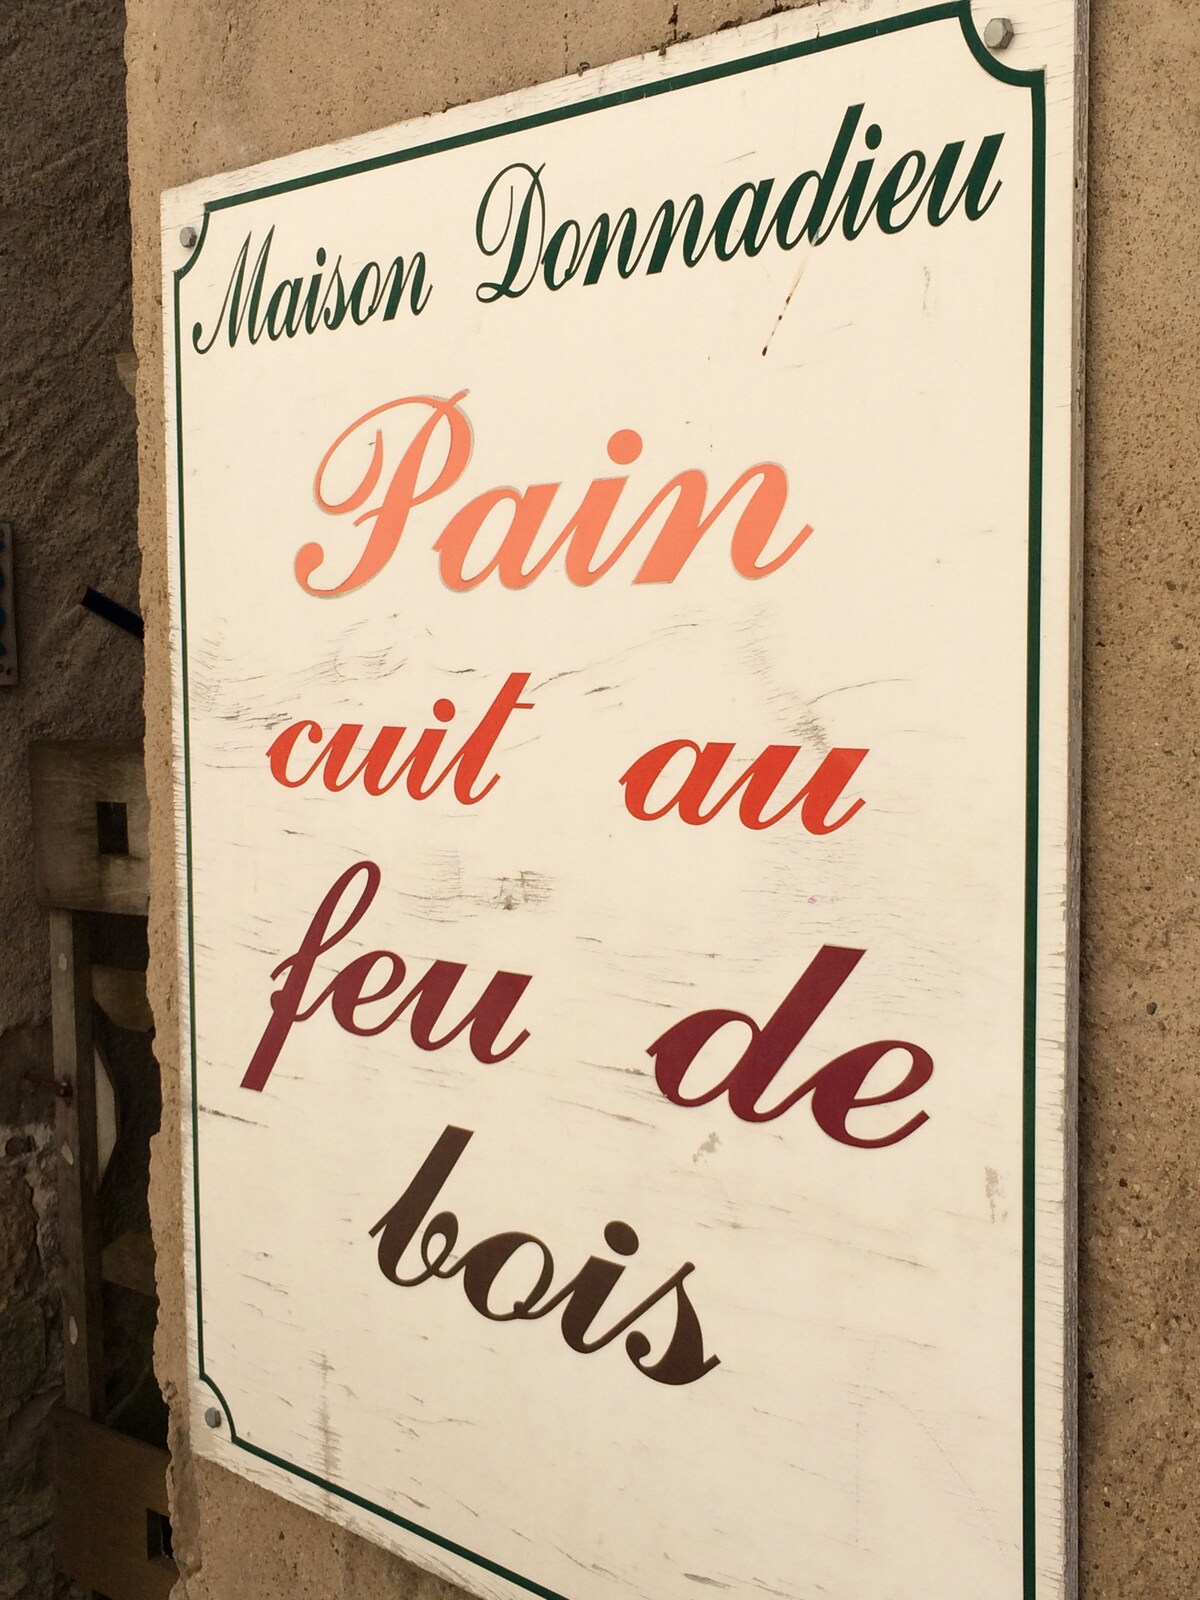 Maison Donnadieu
Pain
cuit au
feu de
bois